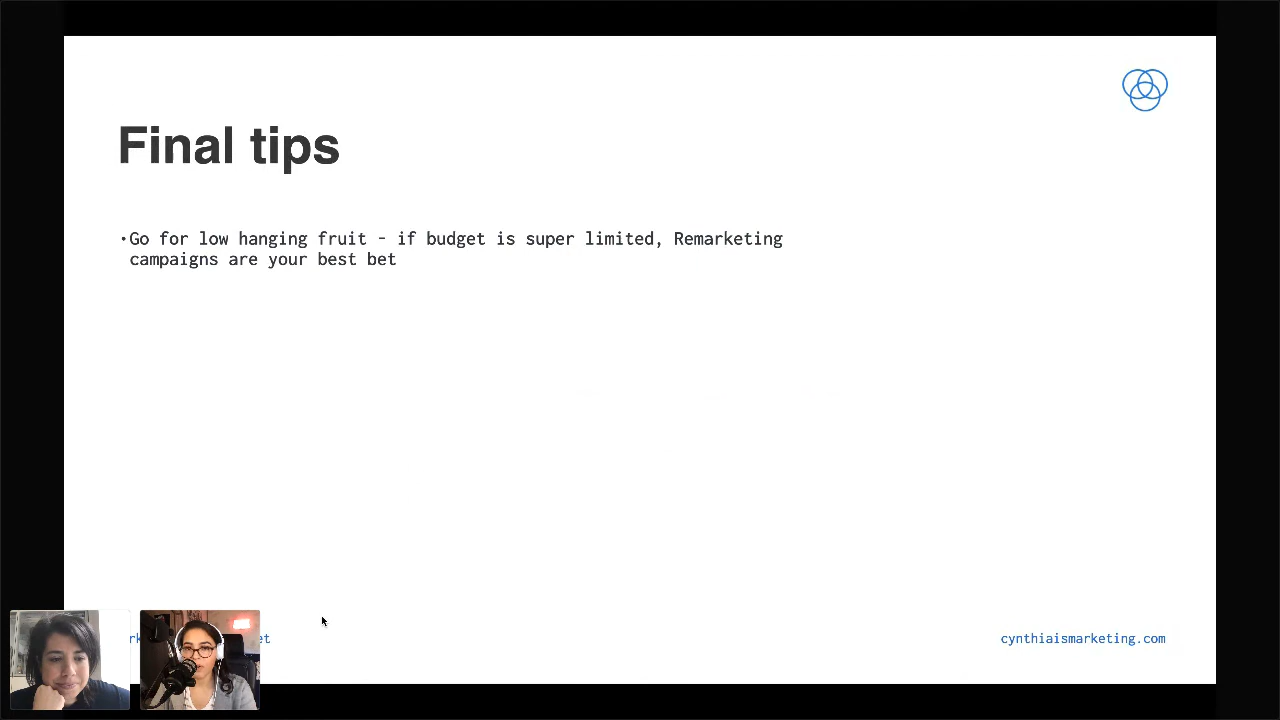 Final tips
•Go for low hanging fruit - if budget is super limited, Remarketing
campaigns are your best bet
cynthiaismarketing.com